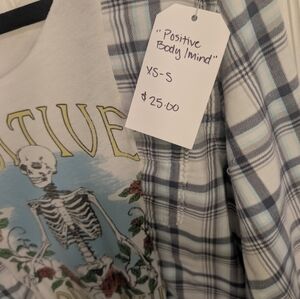 "Positive
Body/mind"
XS-S
$25.00
TIVE